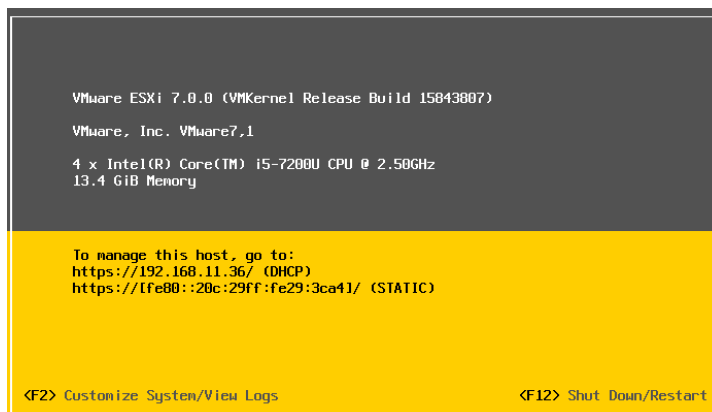 VMware ESXi 7.0.0 (VMKernel Release Build 15843807)
VMware, Inc. VMware7,1
4 x Intel(R) Core(TM) i5-7200U CPU @ 2.50GHz
13.4 GiB Memory
To manage this host, go to:
https://192.168.11.36/ (DHCP)
https://[fe80::20c:29ff:fe29:3ca4]/ (STATIC)
<F2> Customize System/View Logs
<F12> Shut Down/Restart